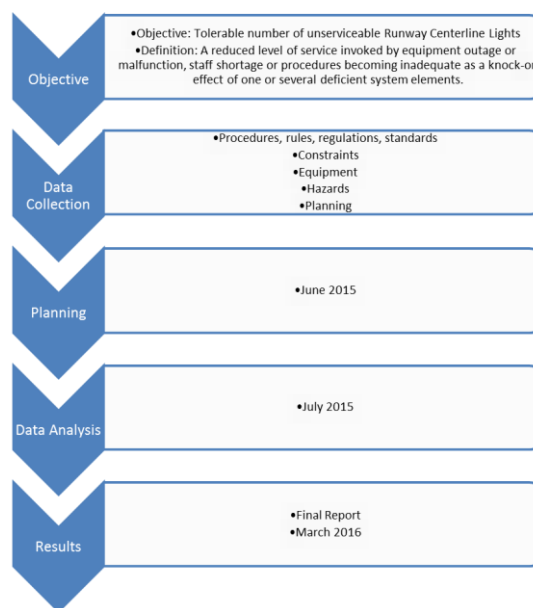 Objective
•Objective: Tolerable number of unserviceable Runway Centerline Lights
•Definition: A reduced level of service invoked by equipment outage or
malfunction, staff shortage or procedures becoming inadequate as a knock-on
effect of one or several deficient system elements.
Data
Collection
•Procedures, rules, regulations, standards
•Constraints
•Equipment
•Hazards
•Planning
Planning
•June 2015
Data Analysis
•July 2015
Results
•Final Report
•March 2016